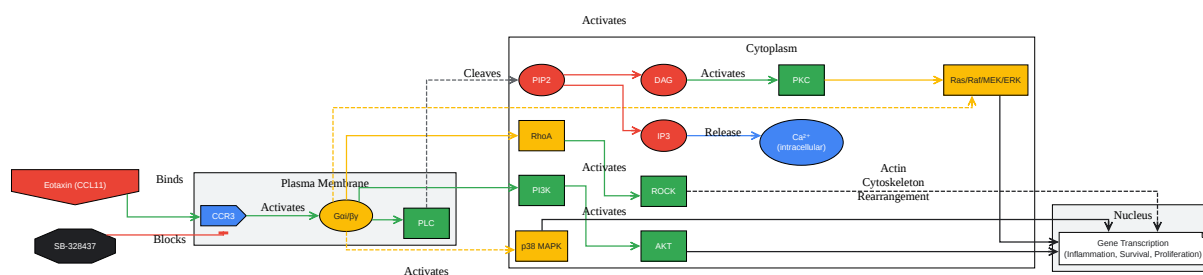 Activates
Cytoplasm
Cleaves
PIP2
DAG
Activates
PKC
Ras/Raf/MEK/ERK
RhoA
IP3
Release
Ca²⁺
(intracellular)
Eotaxin (CCL11)
Binds
Plasma Membrane
Activates
PI3K
ROCK
Actin
Cytoskeleton
Rearrangement
CCR3
Activates
Gαi/βγ
PLC
Activates
Nucleus
SB-328437
Blocks
p38 MAPK
AKT
Gene Transcription
(Inflammation, Survival, Proliferation)
Activates